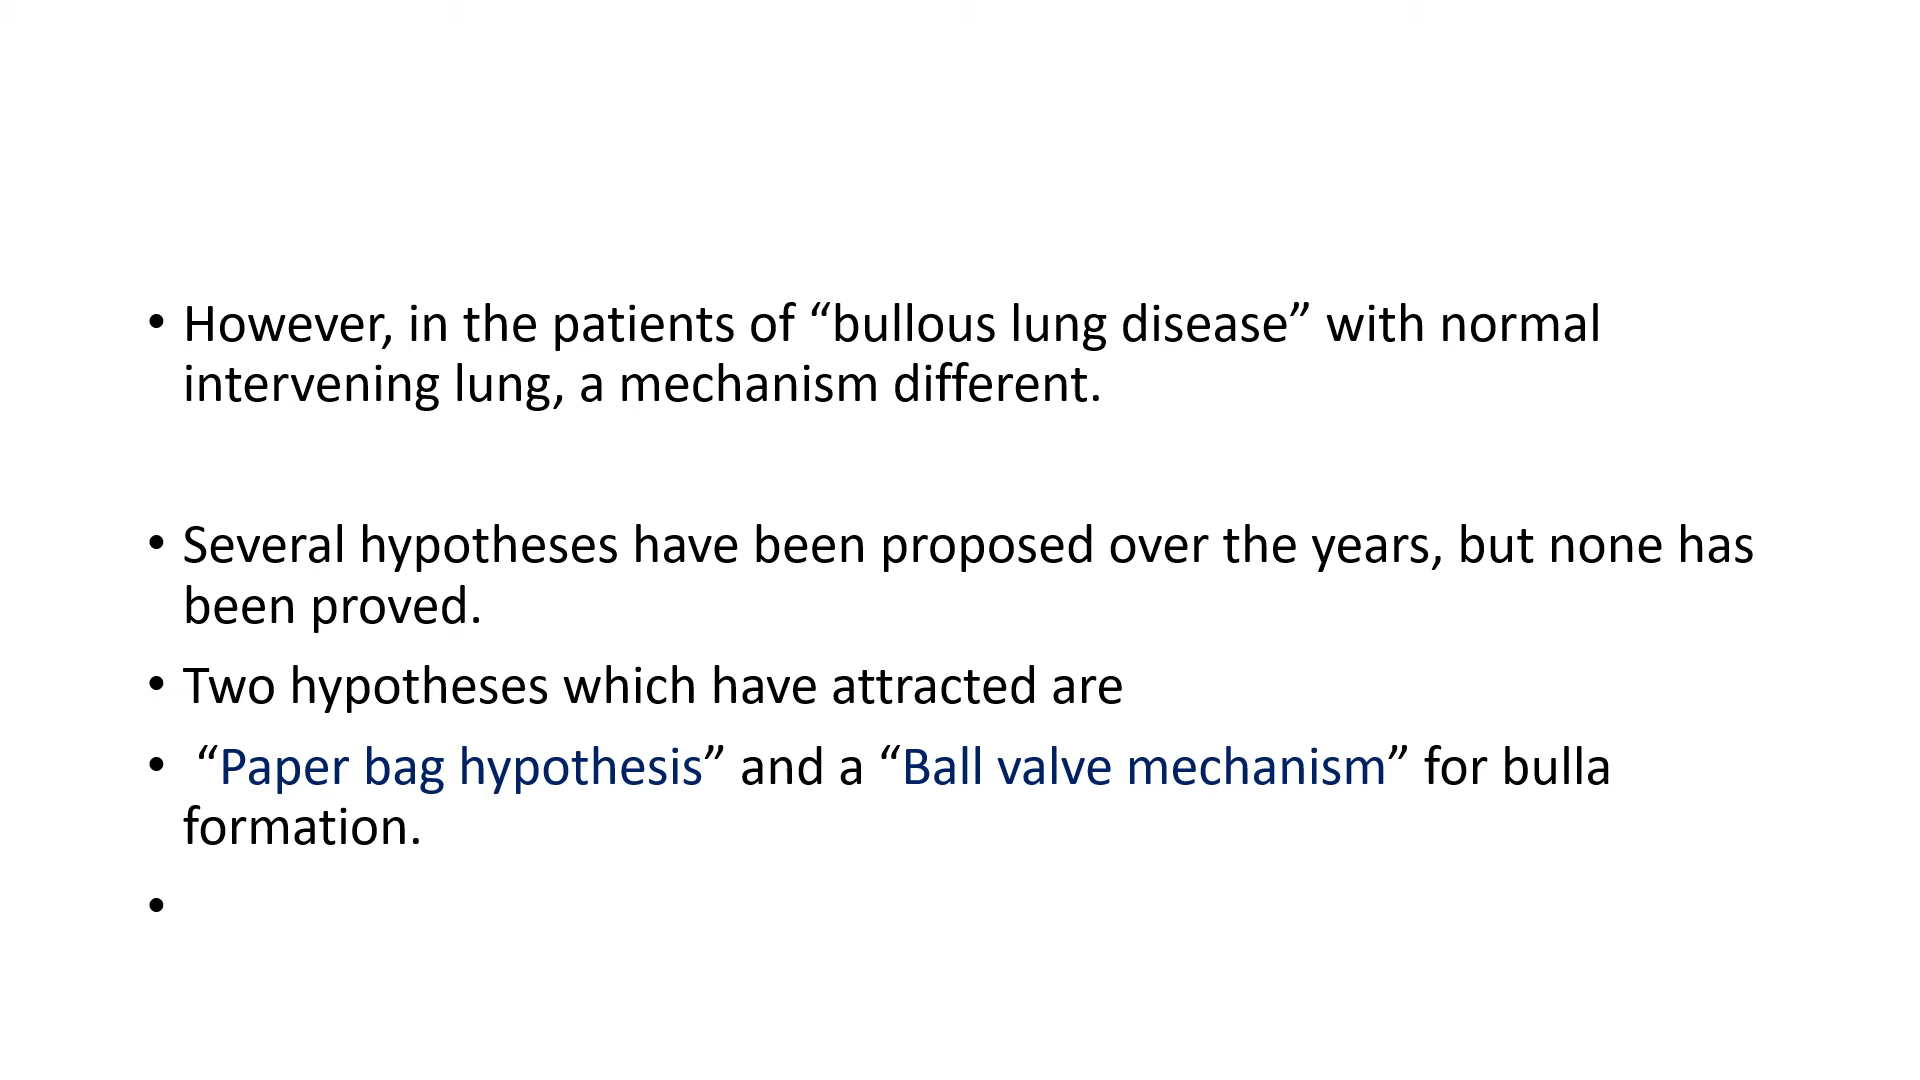 • However, in the patients of “bullous lung disease” with normal
intervening lung, a mechanism different.
• Several hypotheses have been proposed over the years, but none has
been proved.
• Two hypotheses which have attracted are
• “Paper bag hypothesis” and a “Ball valve mechanism” for bulla
formation.
•